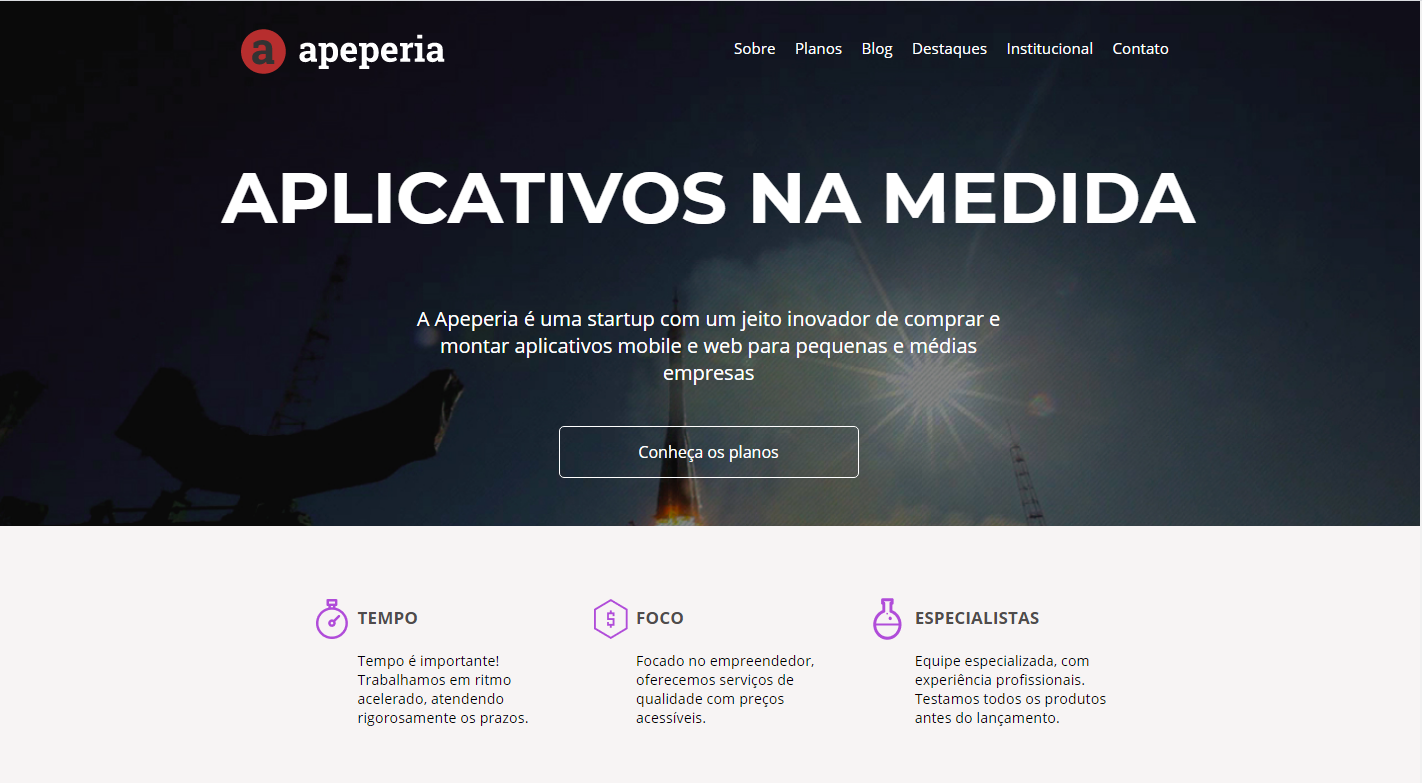 a apeperia
Sobre Planos Blog Destaques Institucional Contato
APLICATIVOS NA MEDIDA
A Apeperia é uma startup com um jeito inovador de comprar e
montar aplicativos mobile e web para pequenas e médias
empresas
Conheça os planos
TEMPO
Tempo é importante!
Trabalhamos em ritmo
acelerado, atendendo
rigorosamente os prazos.
FOCO
Focado no empreendedor,
oferecemos serviços de
qualidade com preços
acessíveis.
ESPECIALISTAS
Equipe especializada, com
experiência profissionais.
Testamos todos os produtos
antes do lançamento.